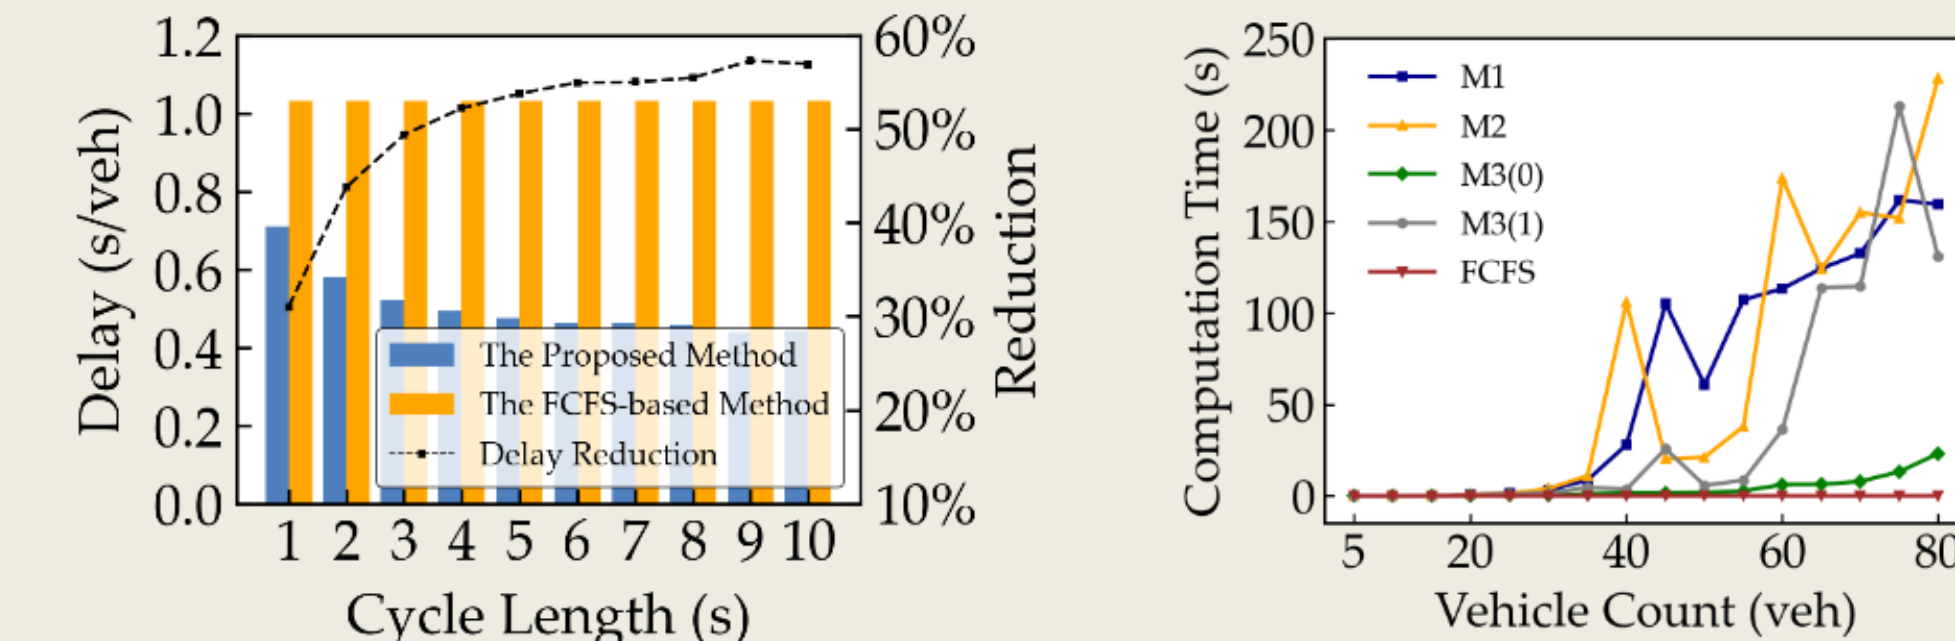 1.2
1.0
0.8
0.6
0.4
0.2
0.0
Delay (s/veh)
60%
50%
40%
30%
20%
10%
Reduction
The Proposed Method
The FCFS-based Method
Delay Reduction
1 2 3 4 5 6 7 8 9 10
Cycle Length (s)
250
200
150
100
50
0
Computation Time (s)
M1
M2
M3(0)
M3(1)
FCFS
5 20 40 60 80
Vehicle Count (veh)